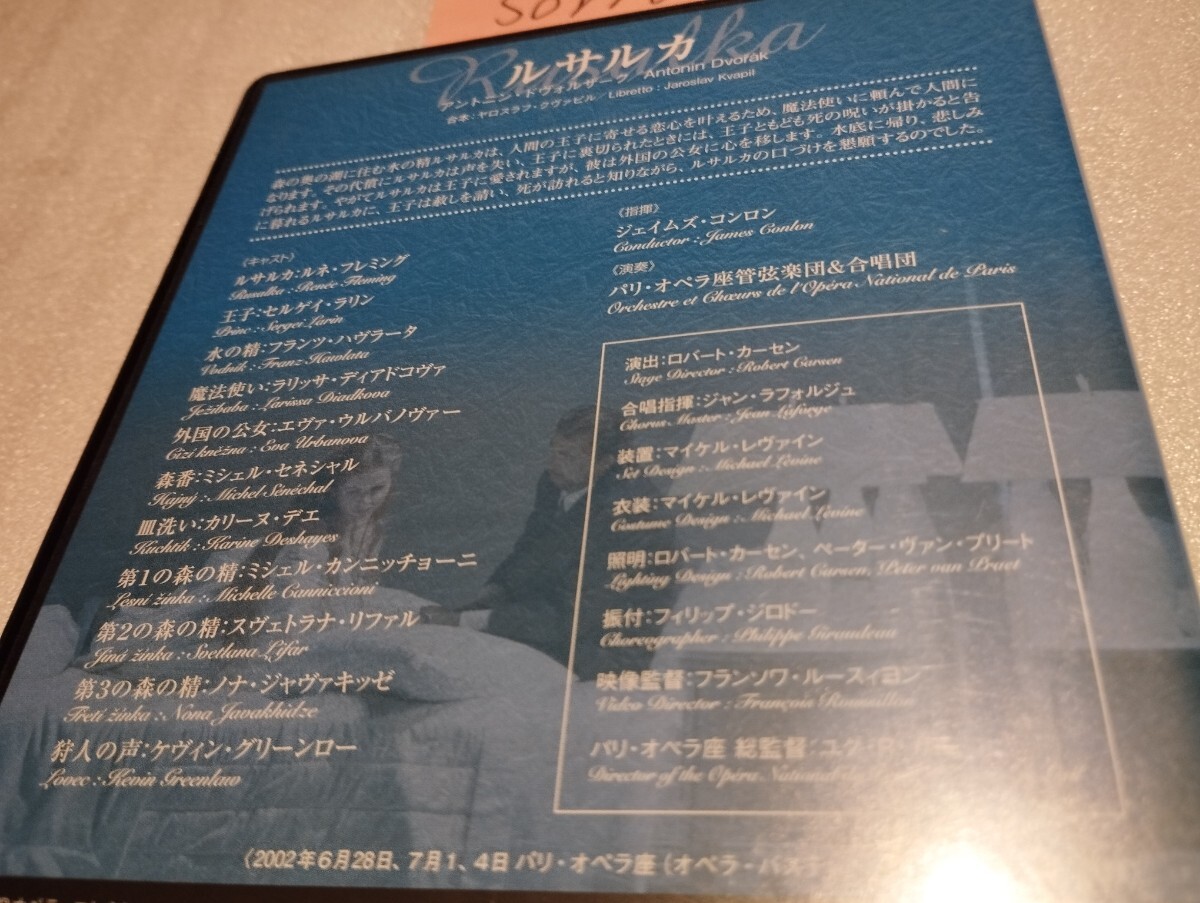 Rusalka
ルサルカ
アントニーン・ドヴォルザーク Antonín Dvořák
台本：ヤロスラフ・クヴァピル／Libretto : Jaroslav Kvapil
森の奥の湖に住む水の精ルサルカは、人間の王子に寄せる恋心を叶えるため、魔法使いに頼んで人間に
なります。その代償にルサルカは声を失い、王子に裏切られたときには、王子ともども死の呪いが掛かると告
げられます。やがてルサルカは王子に愛されますが、彼は外国の公女に心を移します。水底に帰り、悲しみ
に暮れるルサルカに、王子は赦しを請い、死が訪れると知りながら、ルサルカの口づけを懇願するのでした。
〈キャスト〉
ルサルカ：ルネ・フレミング
Rusalka : Renée Fleming
王子：セルゲイ・ラリン
Princ : Sergei Larin
水の精：フランツ・ハヴラータ
Vodník : Franz Hawlata
魔法使い：ラリッサ・ディアドコヴァ
Ježibaba : Larissa Diadkova
外国の公女：エヴァ・ウルバノヴァー
Cizí kněžna : Eva Urbanova
森番：ミシェル・セネシャル
Hajný : Michel Sénéchal
皿洗い：カリーヌ・デエ
Kuchtík : Karine Deshayes
第1の森の精：ミシェル・カンニッチョーニ
Lesní žínka : Michelle Canniccioni
第2の森の精：スヴェトラナ・リファル
Jiná žínka : Svetlana Lifar
第3の森の精：ノナ・ジャヴァキッゼ
Třetí žínka : Nona Javakhidze
狩人の声：ケヴィン・グリーンロー
Lovec : Kevin Greenlaw
〈指揮〉
ジェイムズ・コンロン
Conductor : James Conlon
〈演奏〉
パリ・オペラ座管弦楽団＆合唱団
Orchestre et Chœurs de l'Opéra National de Paris
演出：ロバート・カーセン
Stage Director : Robert Carsen
合唱指揮：ジャン・ラフォルジュ
Chorus Master : Jean Laforge
装置：マイケル・レヴァイン
Set Design : Michael Levine
衣装：マイケル・レヴァイン
Costume Design : Michael Levine
照明：ロバート・カーセン、ペーター・ヴァン・プリート
Lighting Design : Robert Carsen, Peter van Praet
振付：フィリップ・ジロドー
Choreographer : Philippe Giraudeau
映像監督：フランソワ・ルースィヨン
Video Director : François Roussillon
パリ・オペラ座 総監督：ユグ
Director of the Opéra
〈2002年6月28日、7月1、4日 パリ・オペラ座（オペラ-バス